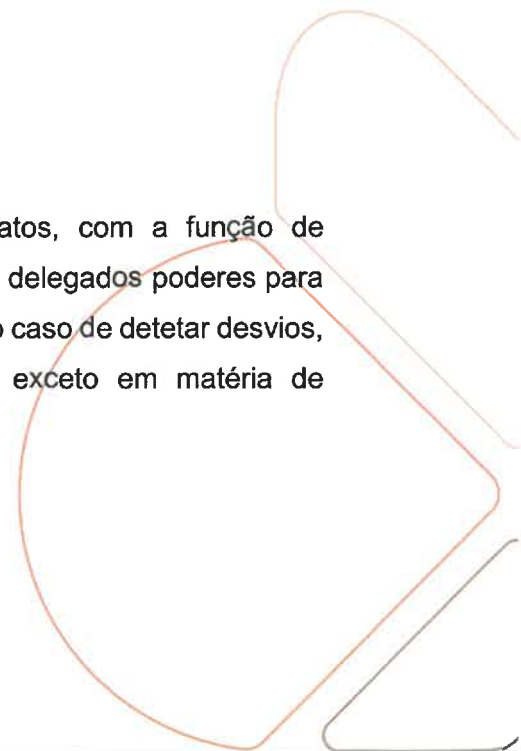 atos, com a função de
delegados poderes para
o caso de detetar desvios,
exceto em matéria de